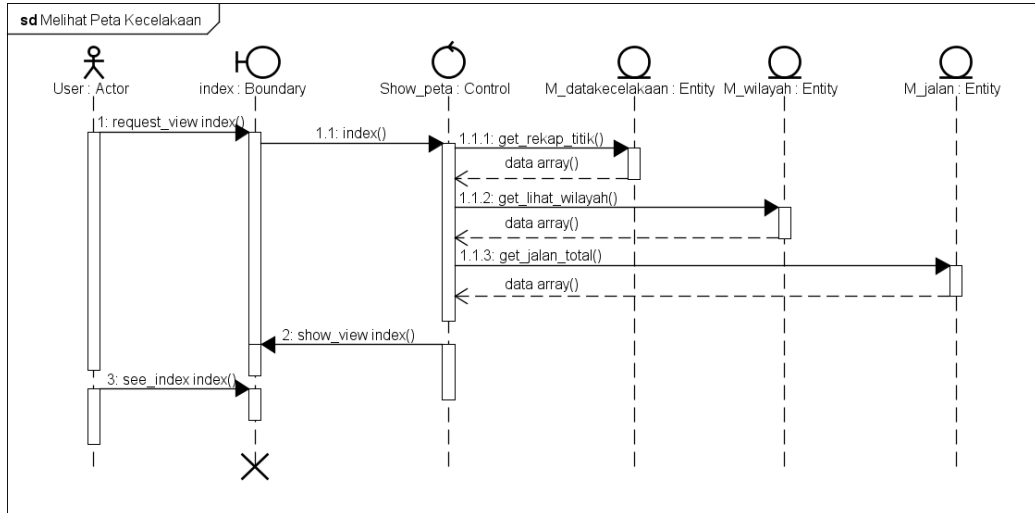 sd Melihat Peta Kecelakaan
User : Actor
index : Boundary
Show_peta : Control
M_datakecelakaan : Entity
M_wilayah : Entity
M_jalan : Entity
1: request_view index()
1.1: index()
1.1.1: get_rekap_titik()
data array()
1.1.2: get_lihat_wilayah()
data array()
1.1.3: get_jalan_total()
data array()
2: show_view index()
3: see_index index()